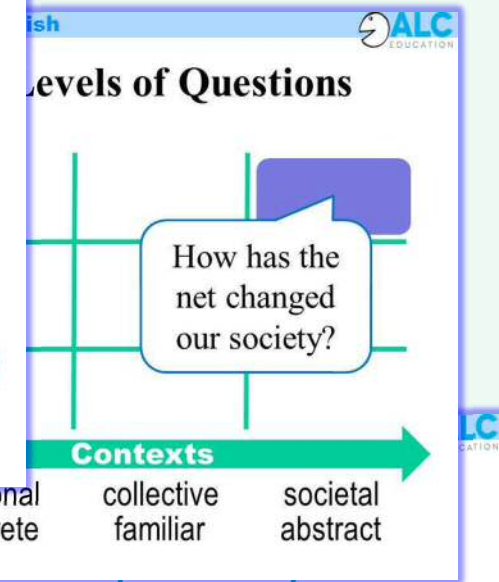 ish
ALC
EDUCATION
evels of Questions
How has the
net changed
our society?
Contexts
LC
CATION
onal collective societal
ete familiar abstract